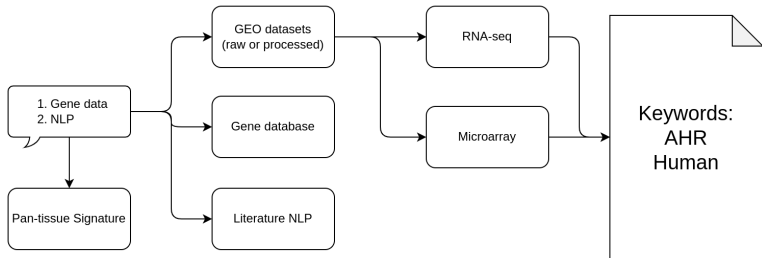 GEO datasets
(raw or processed)
RNA-seq
1. Gene data
2. NLP
Gene database
Microarray
Keywords:
AHR
Human
Pan-tissue Signature
Literature NLP